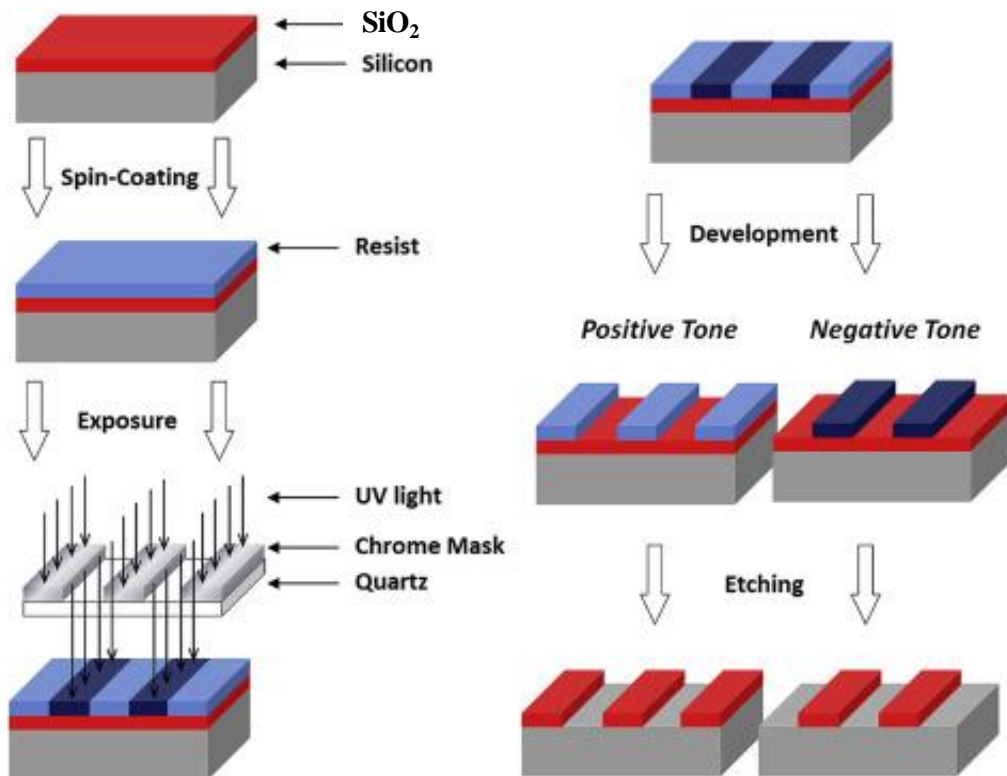 SiO₂
Silicon
Spin-Coating
Resist
Exposure
UV light
Chrome Mask
Quartz
Development
Positive Tone
Negative Tone
Etching